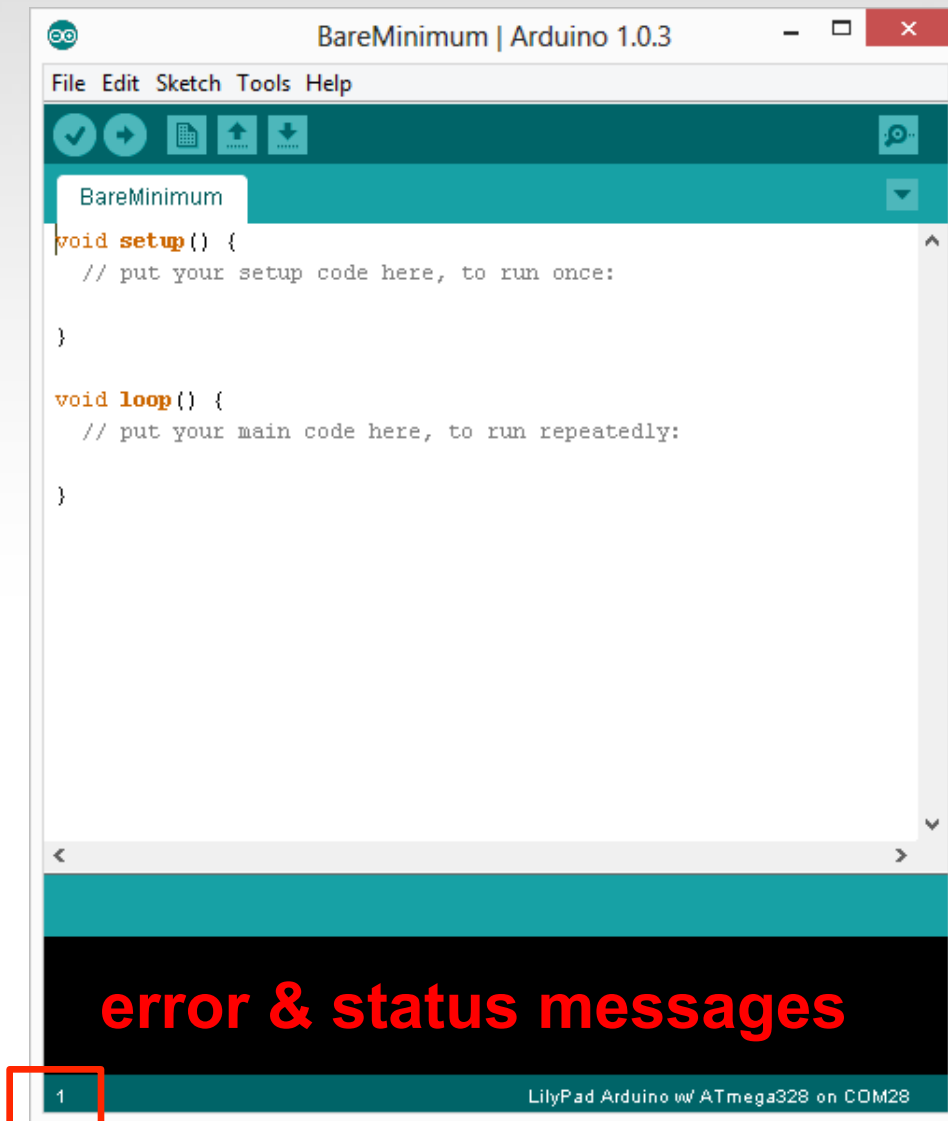 BareMinimum | Arduino 1.0.3
File Edit Sketch Tools Help
BareMinimum
void setup() {
  // put your setup code here, to run once:
}
void loop() {
  // put your main code here, to run repeatedly:
}
error & status messages
1 LilyPad Arduino w/ ATmega328 on COM28